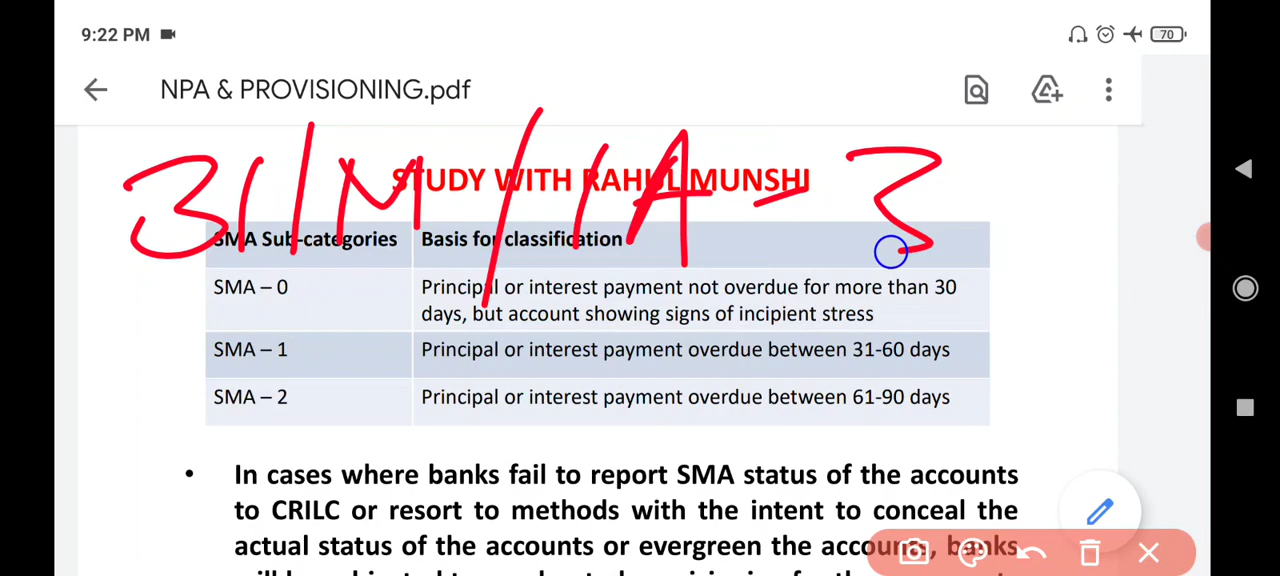 9:22 PM
70
NPA & PROVISIONING.pdf
STUDY WITH RAHUL MUNSHI
31/M/1A-3
SMA Sub-categories Basis for classification
SMA – 0 Principal or interest payment not overdue for more than 30
days, but account showing signs of incipient stress
SMA – 1 Principal or interest payment overdue between 31-60 days
SMA – 2 Principal or interest payment overdue between 61-90 days
• In cases where banks fail to report SMA status of the accounts
to CRILC or resort to methods with the intent to conceal the
actual status of the accounts or evergreen the accounts, banks